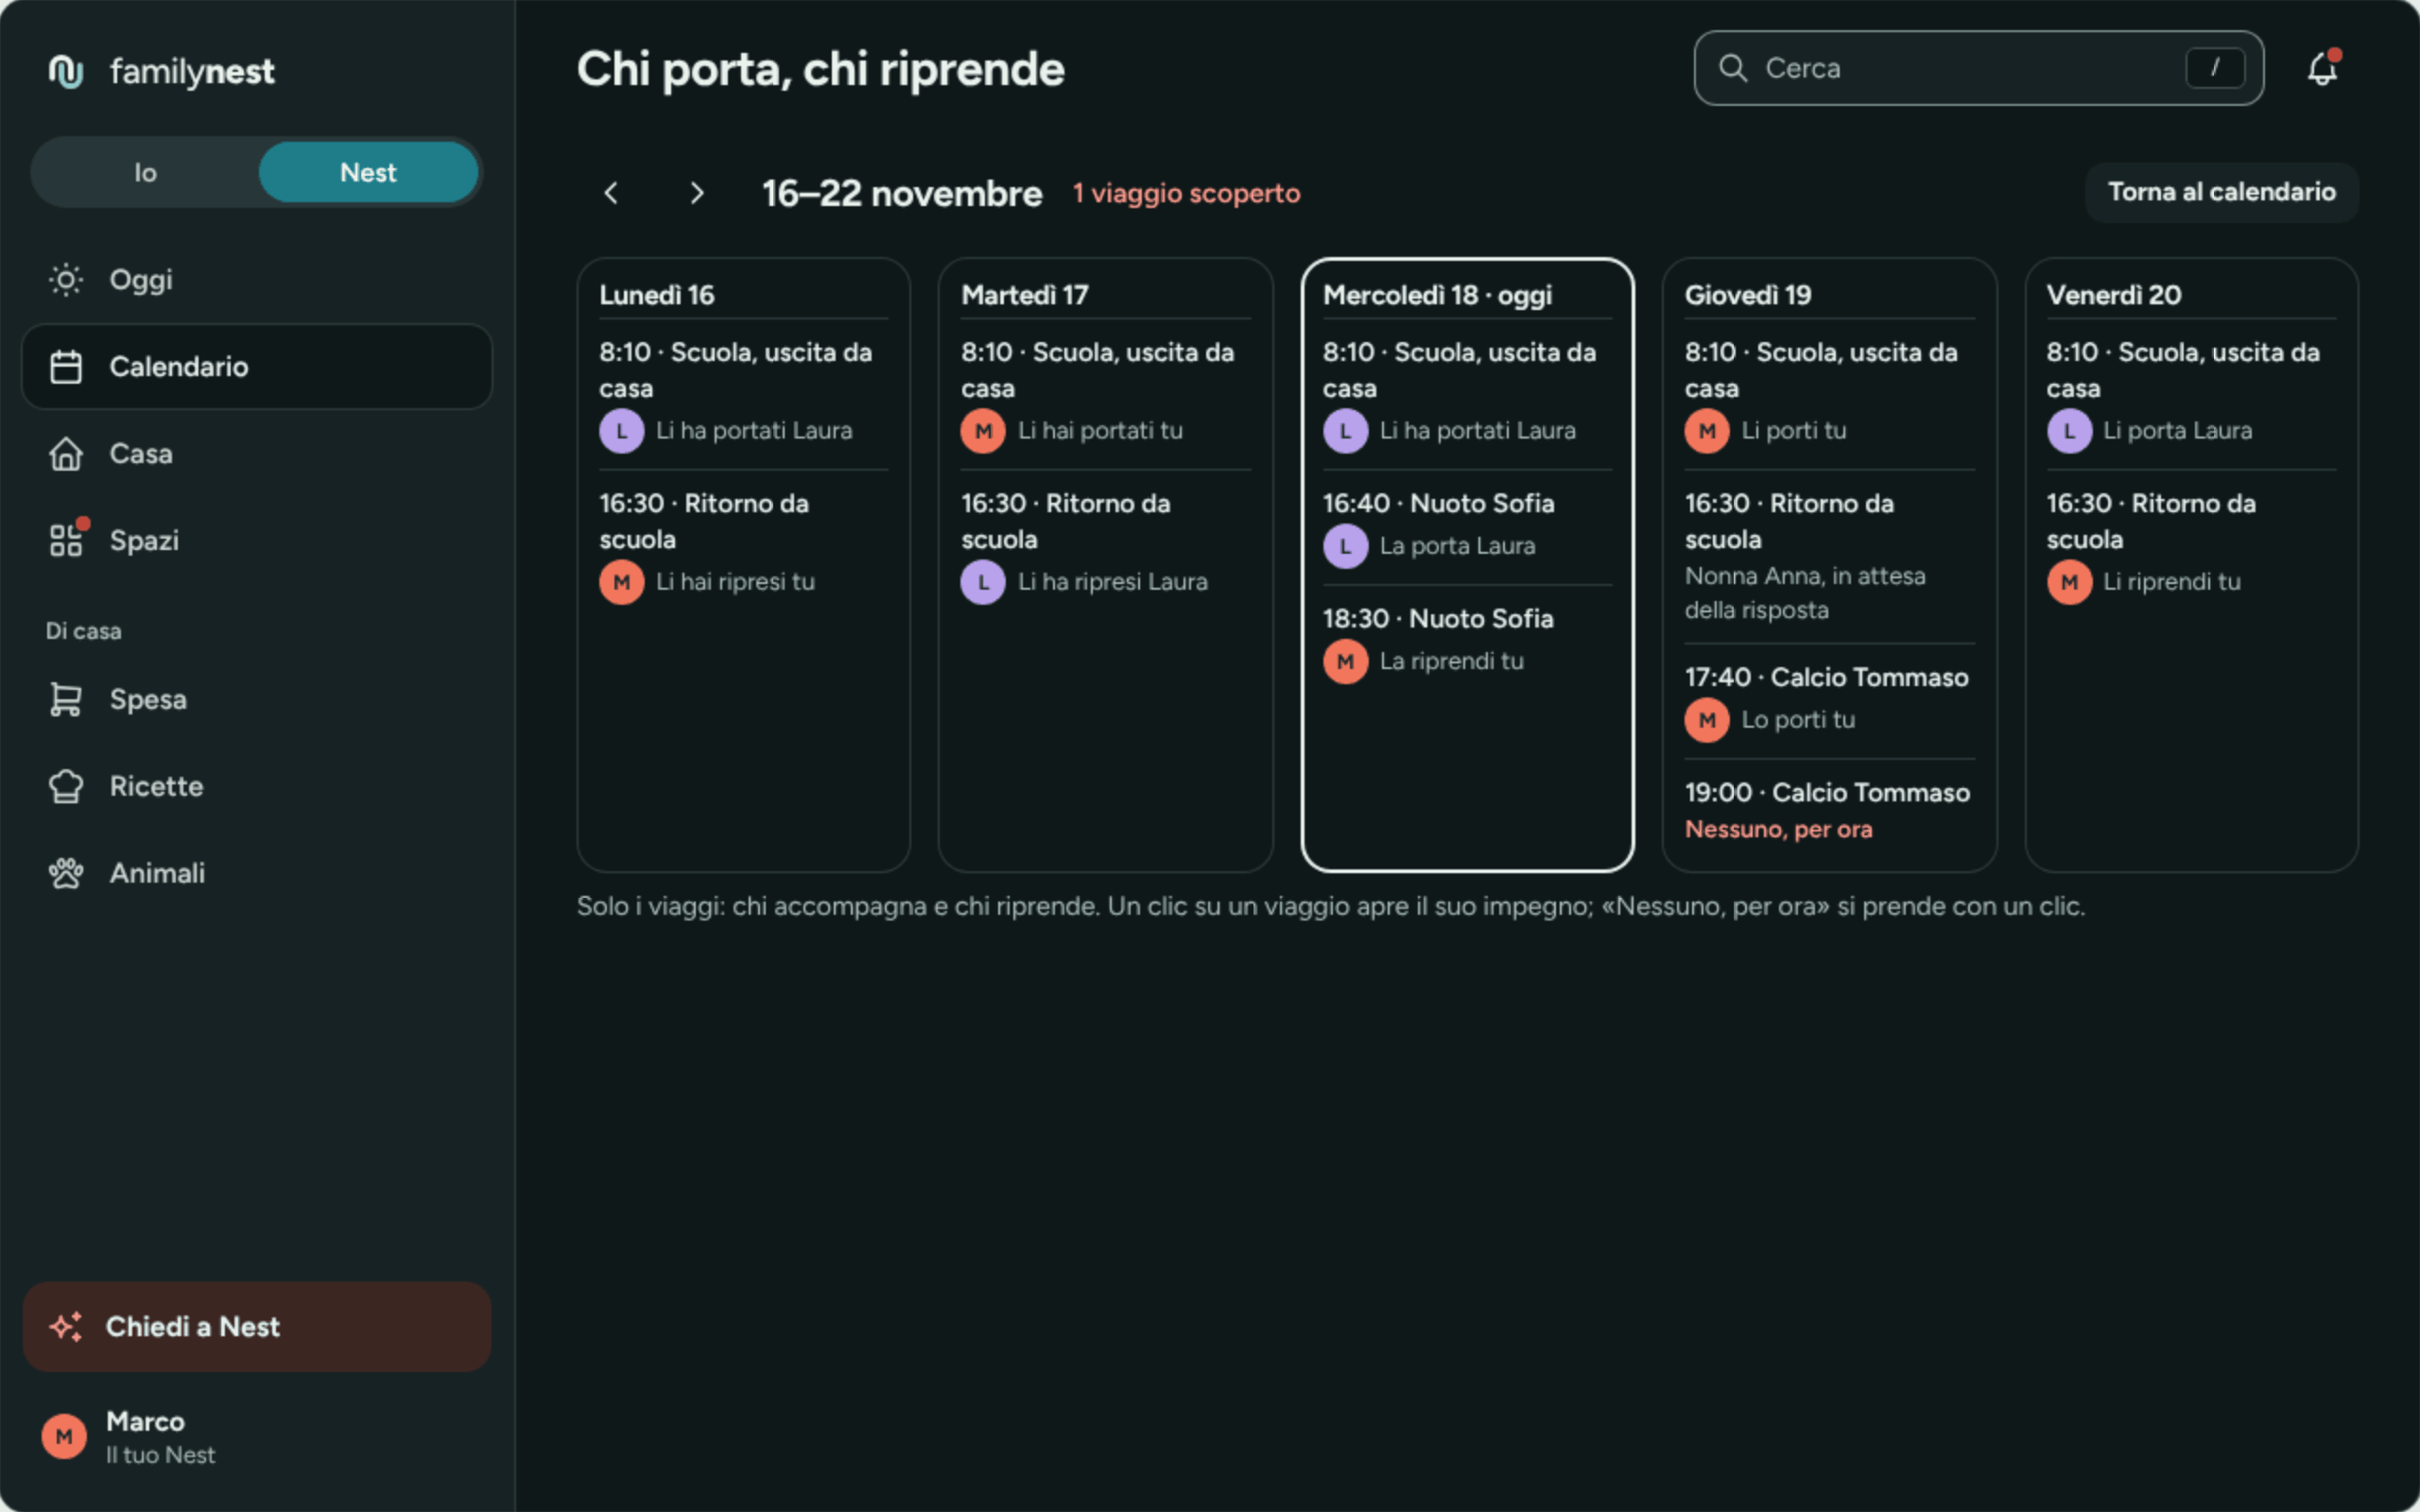 familynest
Io
Nest
Oggi
Calendario
Casa
Spazi
Di casa
Spesa
Ricette
Animali
Chiedi a Nest
M
Marco
Il tuo Nest
Chi porta, chi riprende
Cerca
/
16–22 novembre
1 viaggio scoperto
Torna al calendario
Lunedì 16
8:10 · Scuola, uscita da
casa
L
Li ha portati Laura
16:30 · Ritorno da
scuola
M
Li hai ripresi tu
Martedì 17
8:10 · Scuola, uscita da
casa
M
Li hai portati tu
16:30 · Ritorno da
scuola
L
Li ha ripresi Laura
Mercoledì 18 · oggi
8:10 · Scuola, uscita da
casa
L
Li ha portati Laura
16:40 · Nuoto Sofia
L
La porta Laura
18:30 · Nuoto Sofia
M
La riprendi tu
Giovedì 19
8:10 · Scuola, uscita da
casa
M
Li porti tu
16:30 · Ritorno da
scuola
Nonna Anna, in attesa
della risposta
17:40 · Calcio Tommaso
M
Lo porti tu
19:00 · Calcio Tommaso
Nessuno, per ora
Venerdì 20
8:10 · Scuola, uscita da
casa
L
Li porta Laura
16:30 · Ritorno da
scuola
M
Li riprendi tu
Solo i viaggi: chi accompagna e chi riprende. Un clic su un viaggio apre il suo impegno; «Nessuno, per ora» si prende con un clic.